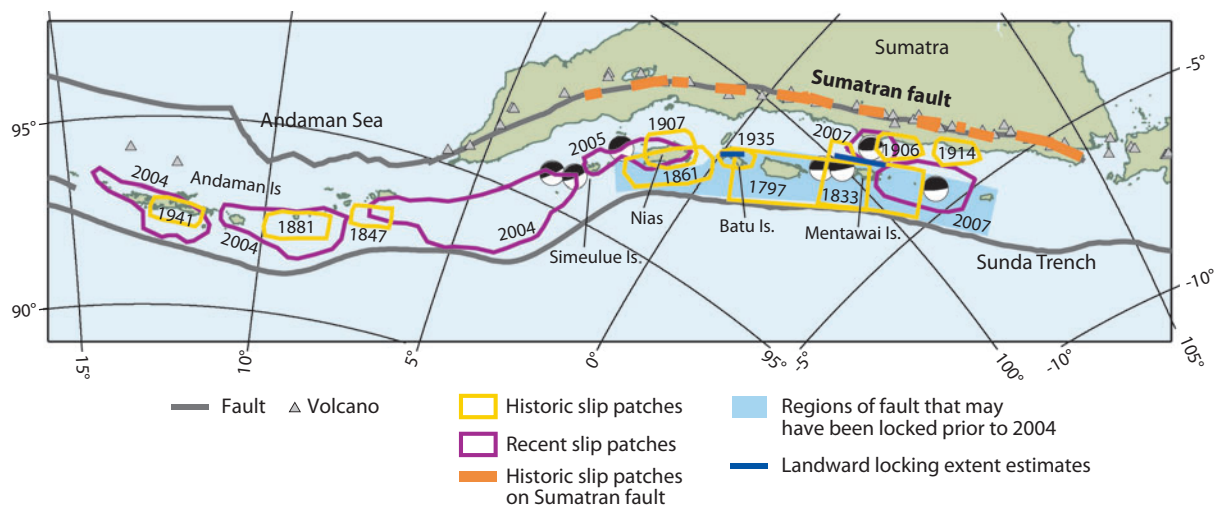 Sumatra
-5°
Sumatran fault
95°
Andaman Sea
1907
2005
1935
2007
1906
1914
2004
Andaman Is
1941
1861
1797
1833
1881
1847
2004
2004
Nias
Batu Is.
Mentawai Is.
2007
Simeulue Is.
Sunda Trench
-10°
90°
15°
10°
5°
0°
95°
-5°
100°
-10°
105°
Fault
Volcano
Historic slip patches
Recent slip patches
Historic slip patches
on Sumatran fault
Regions of fault that may
have been locked prior to 2004
Landward locking extent estimates